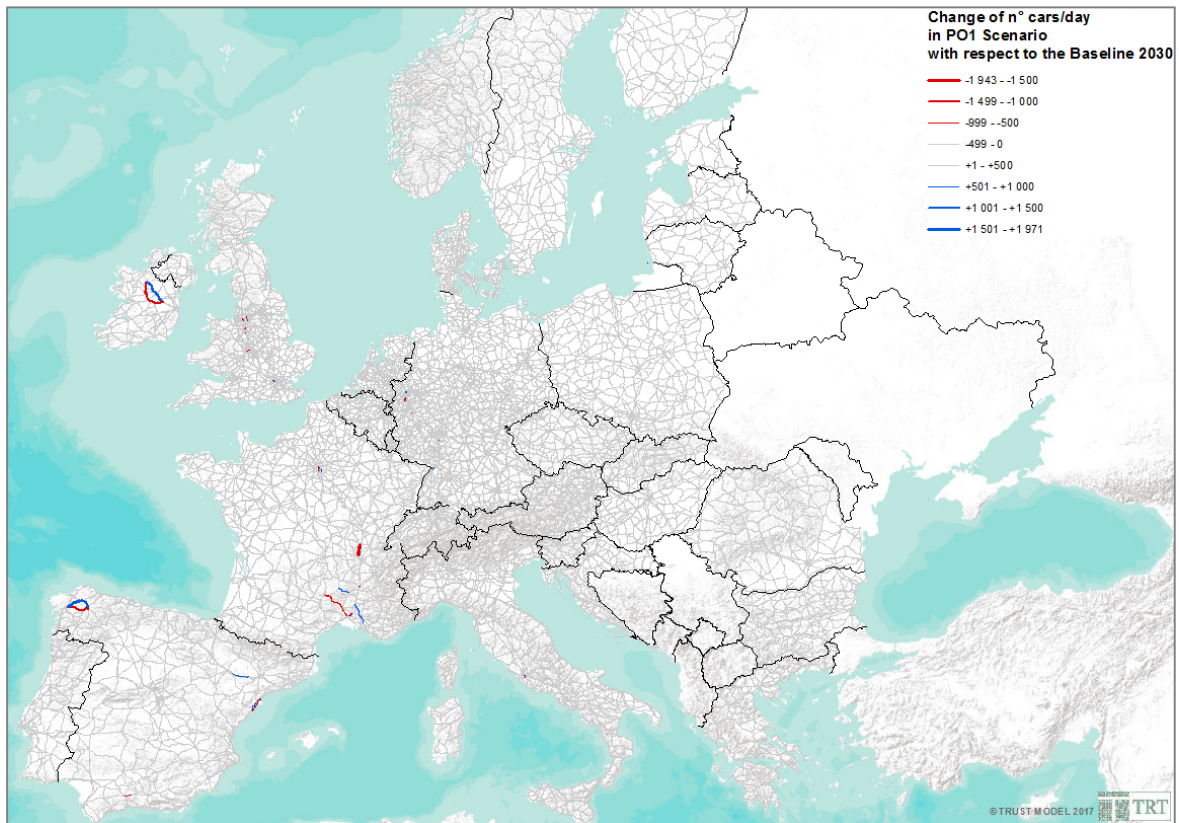 Change of n° cars/day
in PO1 Scenario
with respect to the Baseline 2030
-1 943 - -1 500
-1 499 - -1 000
-999 - -500
-499 - 0
+1 - +500
+501 - +1 000
+1 001 - +1 500
+1 501 - +1 971
© TRUST MODEL 2017
TRT